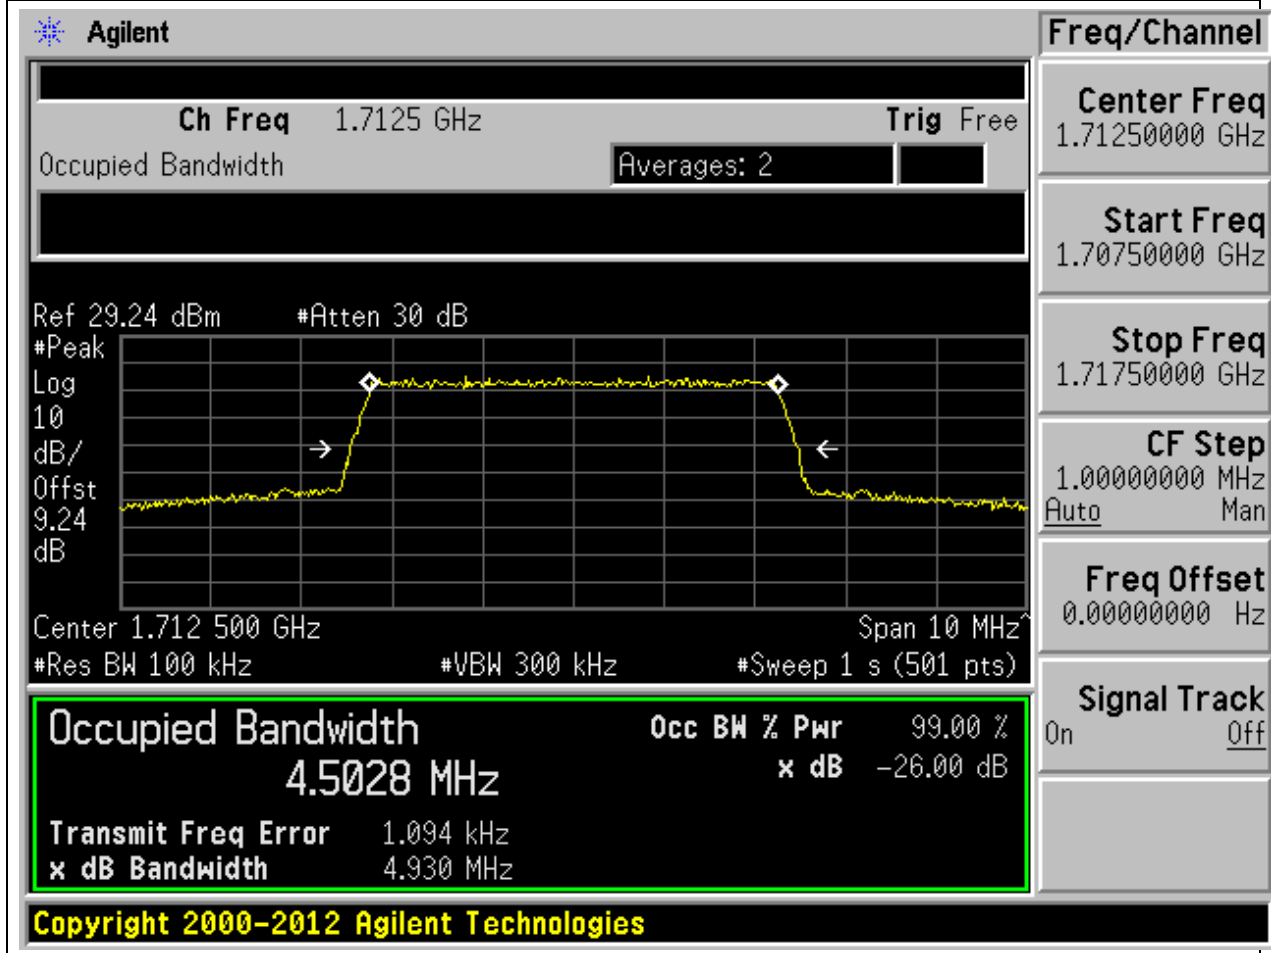 Agilent
Freq/Channel
Ch Freq 1.7125 GHz Trig Free
Occupied Bandwidth Averages: 2
Center Freq
1.71250000 GHz
Start Freq
1.70750000 GHz
Stop Freq
1.71750000 GHz
CF Step
1.00000000 MHz
Auto Man
Freq Offset
0.00000000 Hz
Signal Track
On Off
Ref 29.24 dBm #Atten 30 dB
#Peak
Log
10
dB/
Offst
9.24
dB
Center 1.712 500 GHz Span 10 MHz^
#Res BW 100 kHz #VBW 300 kHz #Sweep 1 s (501 pts)
Occupied Bandwidth Occ BW % Pwr 99.00 %
4.5028 MHz x dB -26.00 dB
Transmit Freq Error 1.094 kHz
x dB Bandwidth 4.930 MHz
Copyright 2000-2012 Agilent Technologies